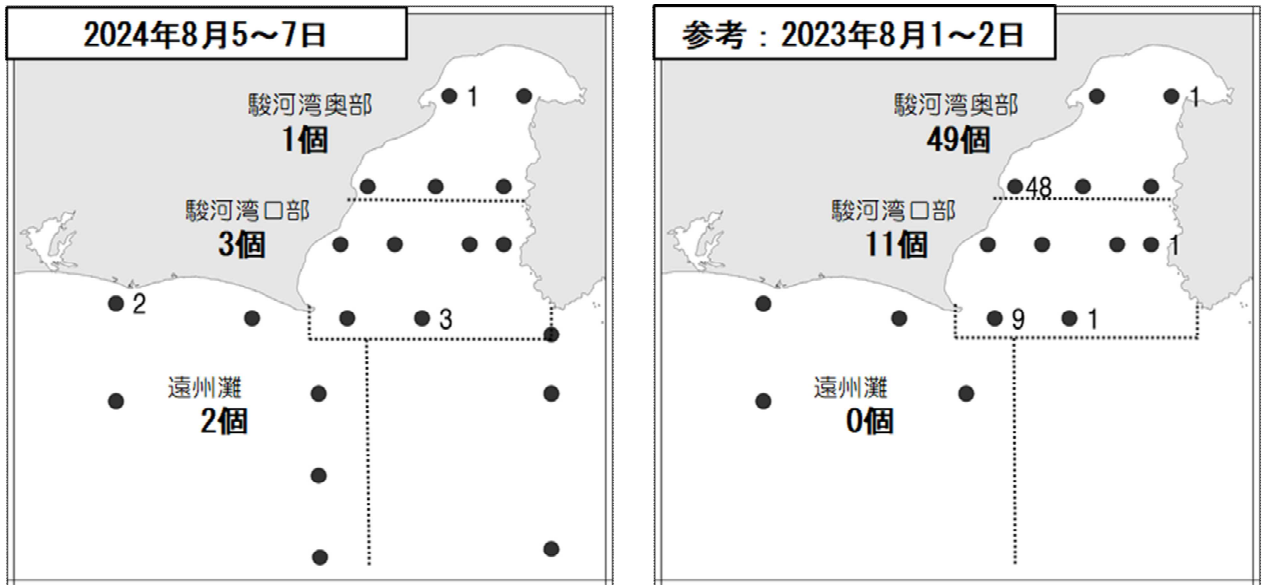 2024年8月5～7日
1
駿河湾奥部
1個
駿河湾口部
3個
2
3
遠州灘
2個
参考：2023年8月1～2日
1
駿河湾奥部
49個
48
駿河湾口部
11個
1
9
1
遠州灘
0個